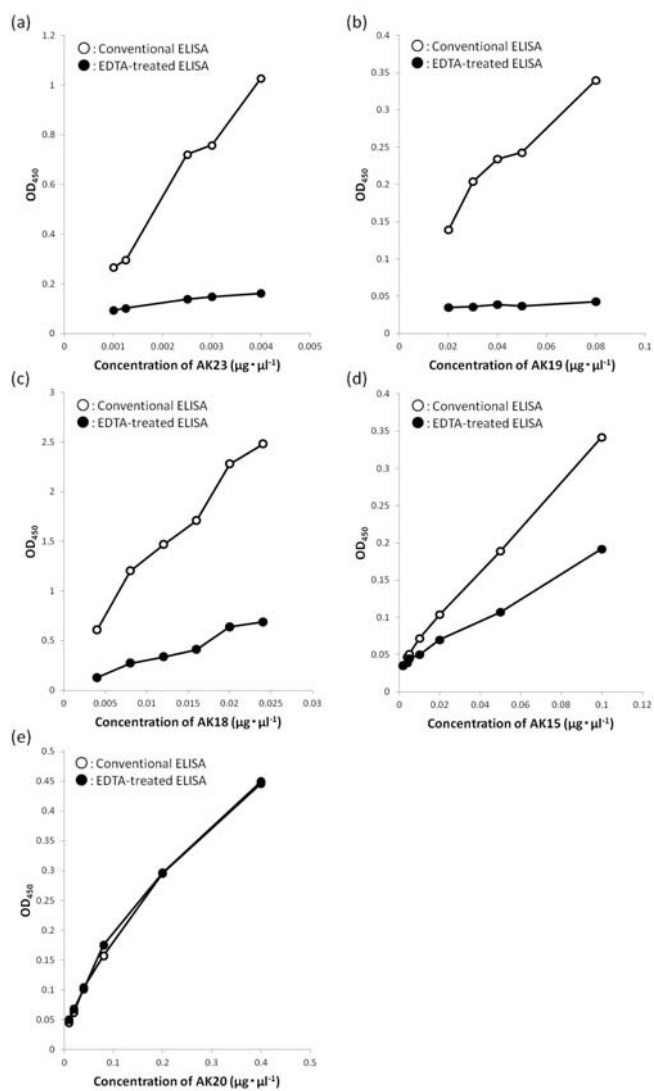 (a)
○: Conventional ELISA
●: EDTA-treated ELISA
1.2
1
0.8
0.6
0.4
0.2
0
OD450
0 0.001 0.002 0.003 0.004 0.005
Concentration of AK23 (µg・µl-1)
(b)
○: Conventional ELISA
●: EDTA-treated ELISA
0.4
0.35
0.3
0.25
0.2
0.15
0.1
0.05
0
OD450
0 0.02 0.04 0.06 0.08 0.1
Concentration of AK19 (µg・µl-1)
(c)
○: Conventional ELISA
●: EDTA-treated ELISA
3
2.5
2
1.5
1
0.5
0
OD450
0 0.005 0.01 0.015 0.02 0.025 0.03
Concentration of AK18 (µg・µl-1)
(d)
○: Conventional ELISA
●: EDTA-treated ELISA
0.4
0.35
0.3
0.25
0.2
0.15
0.1
0.05
0
OD450
0 0.02 0.04 0.06 0.08 0.1 0.12
Concentration of AK15 (µg・µl-1)
(e)
○: Conventional ELISA
●: EDTA-treated ELISA
0.5
0.45
0.4
0.35
0.3
0.25
0.2
0.15
0.1
0.05
0
OD450
0 0.1 0.2 0.3 0.4 0.5
Concentration of AK20 (µg・µl-1)